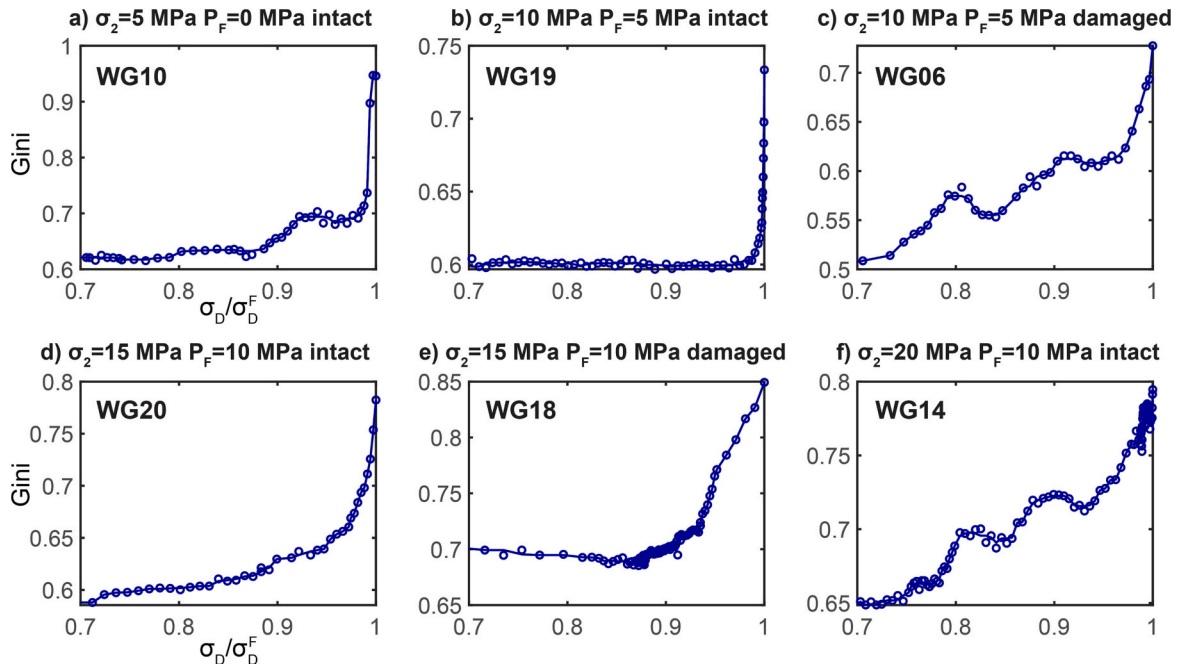 a) σ₂=5 MPa P_F=0 MPa intact
WG10
1
0.9
0.8
0.7
0.6
Gini
0.7 0.8 0.9 1
σ_D/σ_D^F
b) σ₂=10 MPa P_F=5 MPa intact
WG19
0.75
0.7
0.65
0.6
0.7 0.8 0.9 1
c) σ₂=10 MPa P_F=5 MPa damaged
WG06
0.7
0.65
0.6
0.55
0.5
0.7 0.8 0.9 1
d) σ₂=15 MPa P_F=10 MPa intact
WG20
0.8
0.75
0.7
0.65
0.6
Gini
0.7 0.8 0.9 1
σ_D/σ_D^F
e) σ₂=15 MPa P_F=10 MPa damaged
WG18
0.85
0.8
0.75
0.7
0.65
0.7 0.8 0.9 1
f) σ₂=20 MPa P_F=10 MPa intact
WG14
0.8
0.75
0.7
0.65
0.7 0.8 0.9 1